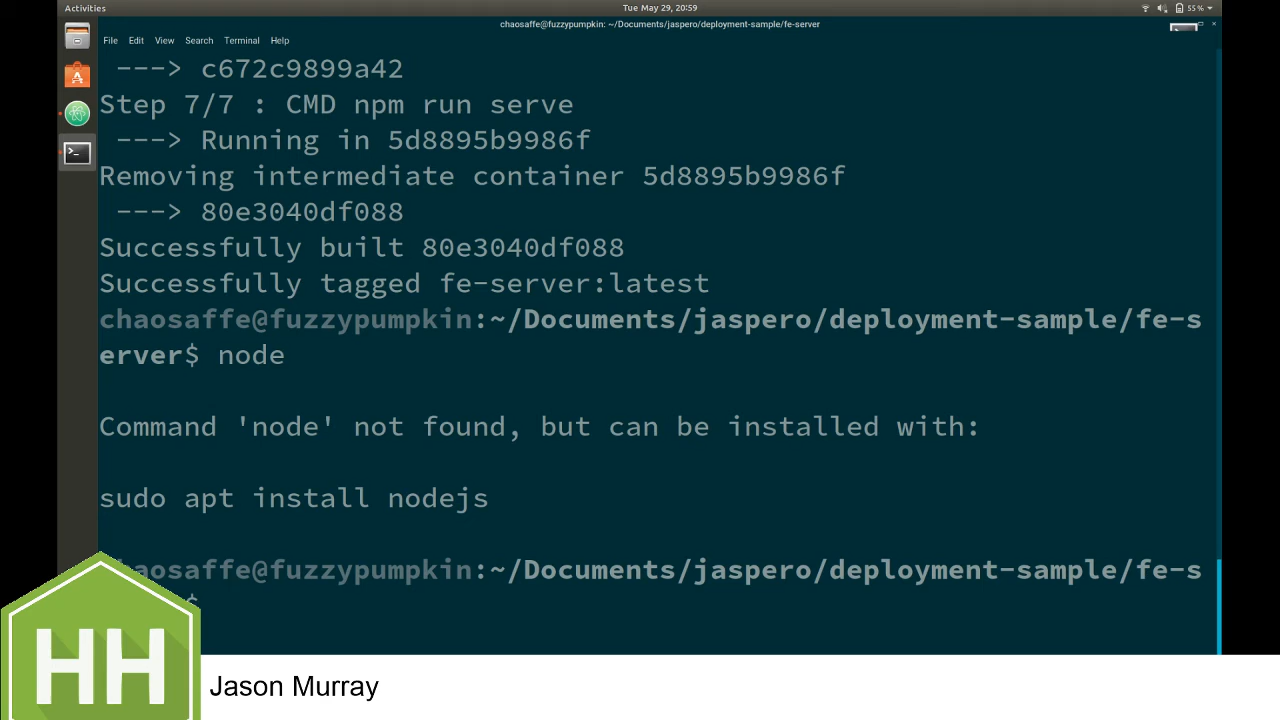 Activities
Tue May 29, 20:59
55 %
chaosaffe@fuzzypumpkin: ~/Documents/jaspero/deployment-sample/fe-server
File Edit View Search Terminal Help
---> c672c9899a42
Step 7/7 : CMD npm run serve
---> Running in 5d8895b9986f
Removing intermediate container 5d8895b9986f
---> 80e3040df088
Successfully built 80e3040df088
Successfully tagged fe-server:latest
chaosaffe@fuzzypumpkin:~/Documents/jaspero/deployment-sample/fe-s
erver$ node
Command 'node' not found, but can be installed with:
sudo apt install nodejs
haosaffe@fuzzypumpkin:~/Documents/jaspero/deployment-sample/fe-s
$
HH
Jason Murray